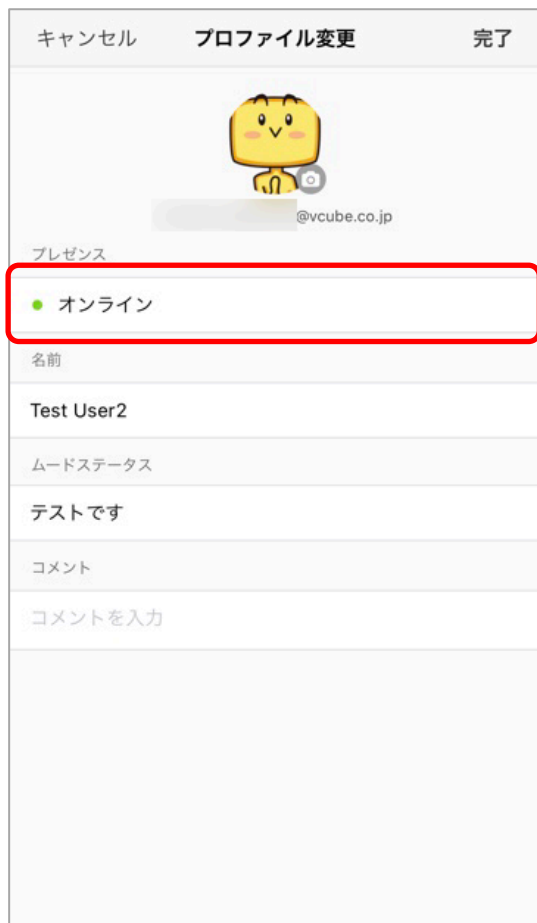 キャンセル プロファイル変更 完了
@vcube.co.jp
プレゼンス
オンライン
名前
Test User2
ムードステータス
テストです
コメント
コメントを入力